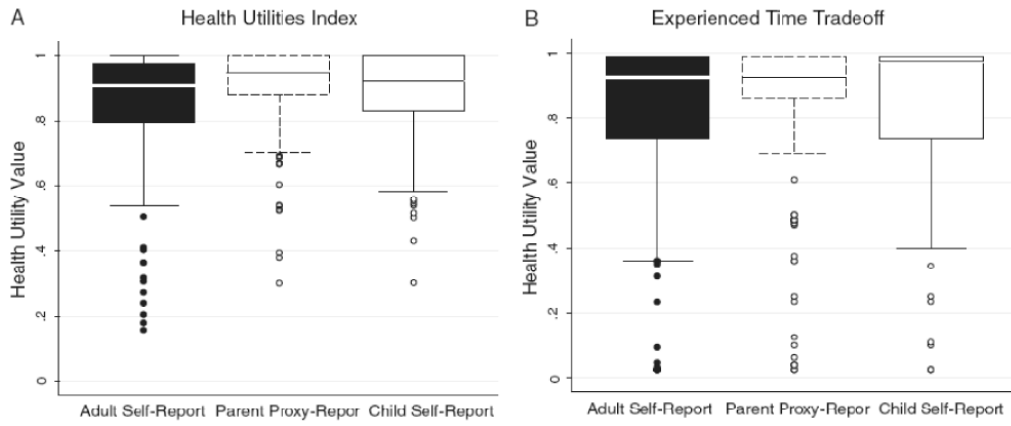 A Health Utilities Index
Health Utility Value
1
.8
.6
.4
.2
0
Adult Self-Report Parent Proxy-Repor Child Self-Report
B Experienced Time Tradeoff
Health Utility Value
1
.8
.6
.4
.2
0
Adult Self-Report Parent Proxy-Repor Child Self-Report